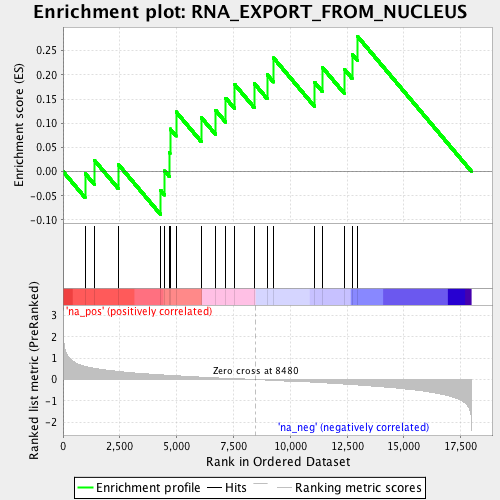 Enrichment plot: RNA_EXPORT_FROM_NUCLEUS
Enrichment score (ES)
0.25
0.20
0.15
0.10
0.05
0.00
-0.05
-0.10
'na_pos' (positively correlated)
Ranked list metric (PreRanked)
3
2
1
0
-1
-2
Zero cross at 8480
'na_neg' (negatively correlated)
0
2,500
5,000
7,500
10,000
12,500
15,000
17,500
Rank in Ordered Dataset
Enrichment profile
Hits
Ranking metric scores